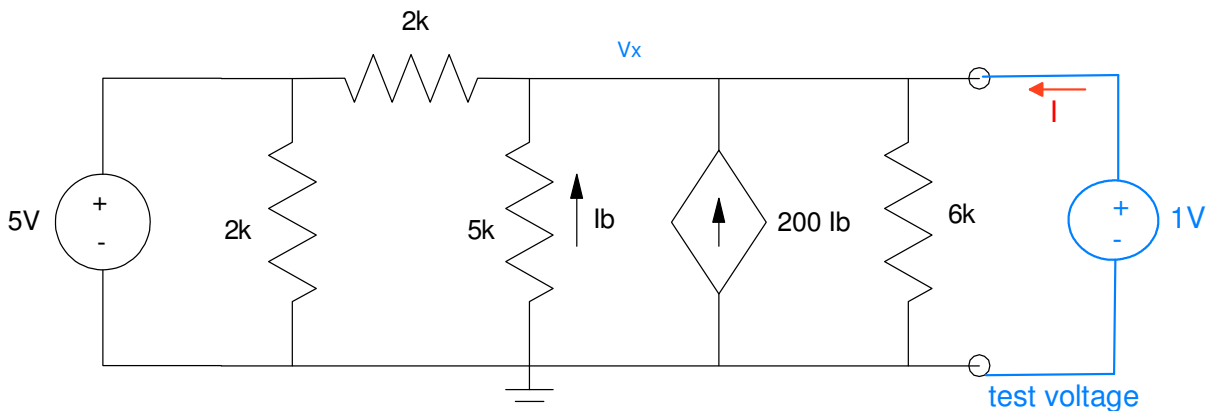 2k
Vx
I
5V
+
-
2k
5k
Ib
200 Ib
6k
+
-
1V
test voltage